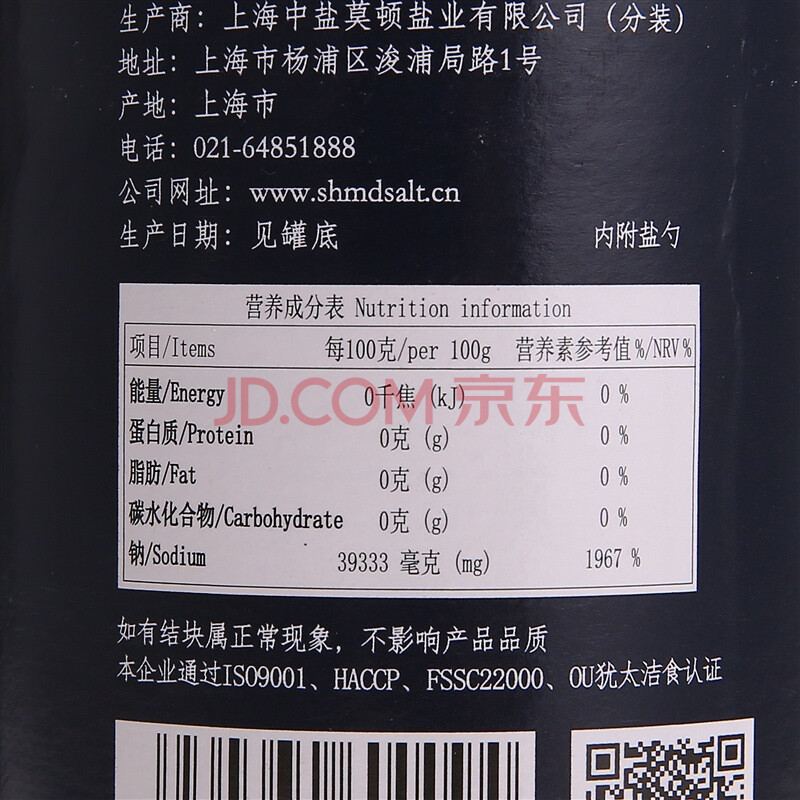 生产商：上海中盐莫顿盐业有限公司（分装）
地址：上海市杨浦区浚浦局路1号
产地：上海市
电话：021-64851888
公司网址：www.shmdsalt.cn
生产日期：见罐底 内附盐勺
营养成分表 Nutrition information
项目/Items 每100克/per 100g 营养素参考值%/NRV%
能量/Energy 0千焦 (kJ) 0 %
JD.COM 京东
蛋白质/Protein 0克 (g) 0 %
脂肪/Fat 0克 (g) 0 %
碳水化合物/Carbohydrate 0克 (g) 0 %
钠/Sodium 39333 毫克 (mg) 1967 %
如有结块属正常现象，不影响产品品质
本企业通过ISO9001、HACCP、FSSC22000、OU犹太洁食认证